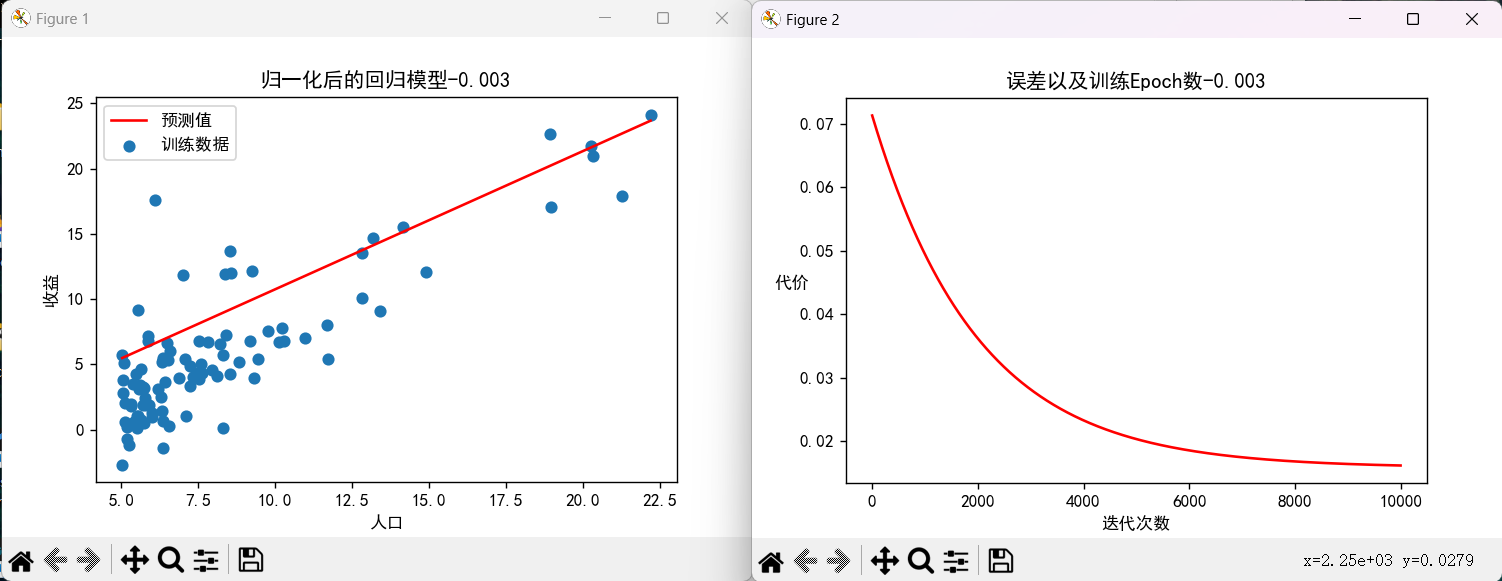 Figure 1
归一化后的回归模型-0.003
25
20
15
10
5
0
收益
预测值
训练数据
5.0 7.5 10.0 12.5 15.0 17.5 20.0 22.5
人口
Figure 2
误差以及训练Epoch数-0.003
0.07
0.06
0.05
0.04
0.03
0.02
代价
0 2000 4000 6000 8000 10000
迭代次数
x=2.25e+03 y=0.0279